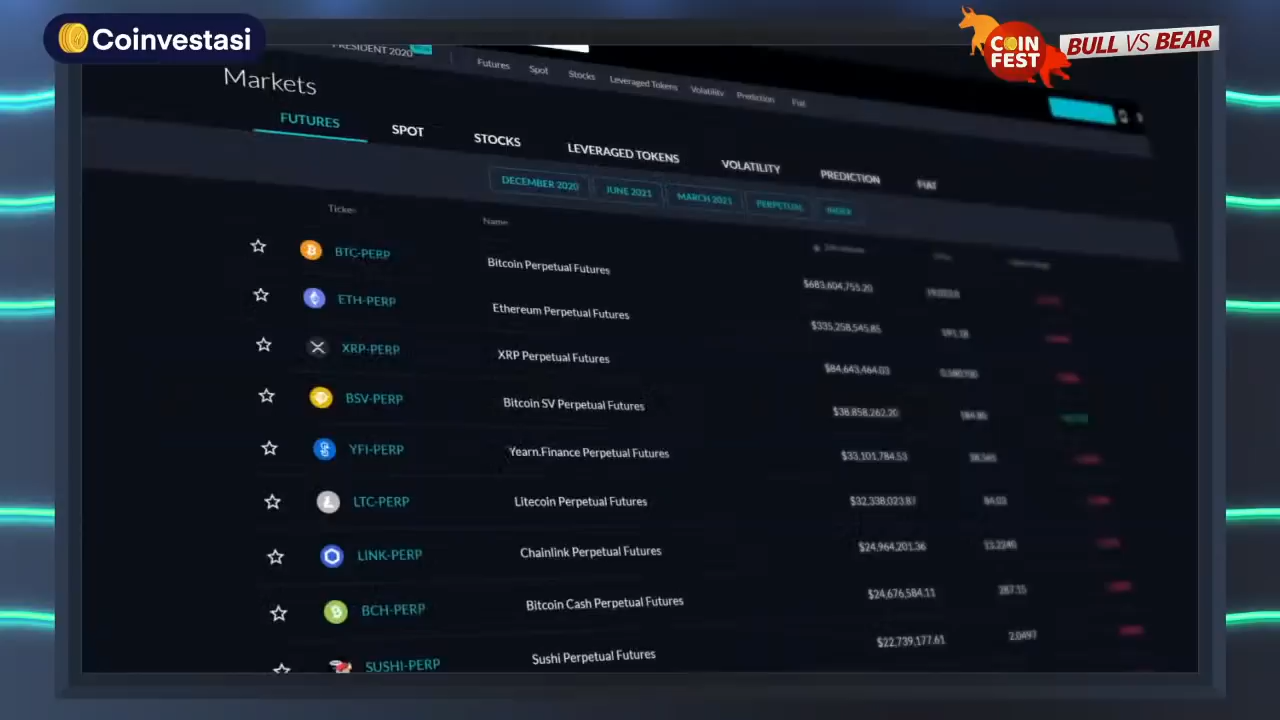 Coinvestasi
COIN FEST
BULL VS BEAR
PRESIDENT 2020
Futures Spot Stocks Leveraged Tokens Volatility Prediction Fiat
Markets
FUTURES SPOT STOCKS LEVERAGED TOKENS VOLATILITY PREDICTION FIAT
DECEMBER 2020 JUNE 2021 MARCH 2021 PERPETUAL INDEX
Ticker Name
BTC-PERP Bitcoin Perpetual Futures $683,604,755.20
ETH-PERP Ethereum Perpetual Futures $335,258,545.85
XRP-PERP XRP Perpetual Futures $84,643,464.03
BSV-PERP Bitcoin SV Perpetual Futures $38,858,262.20
YFI-PERP Yearn.Finance Perpetual Futures $33,101,784.53
LTC-PERP Litecoin Perpetual Futures $32,338,023.87
LINK-PERP Chainlink Perpetual Futures $24,964,201.36 13.2240
BCH-PERP Bitcoin Cash Perpetual Futures $24,676,584.11 287.15
SUSHI-PERP Sushi Perpetual Futures $22,739,177.61 2.0497